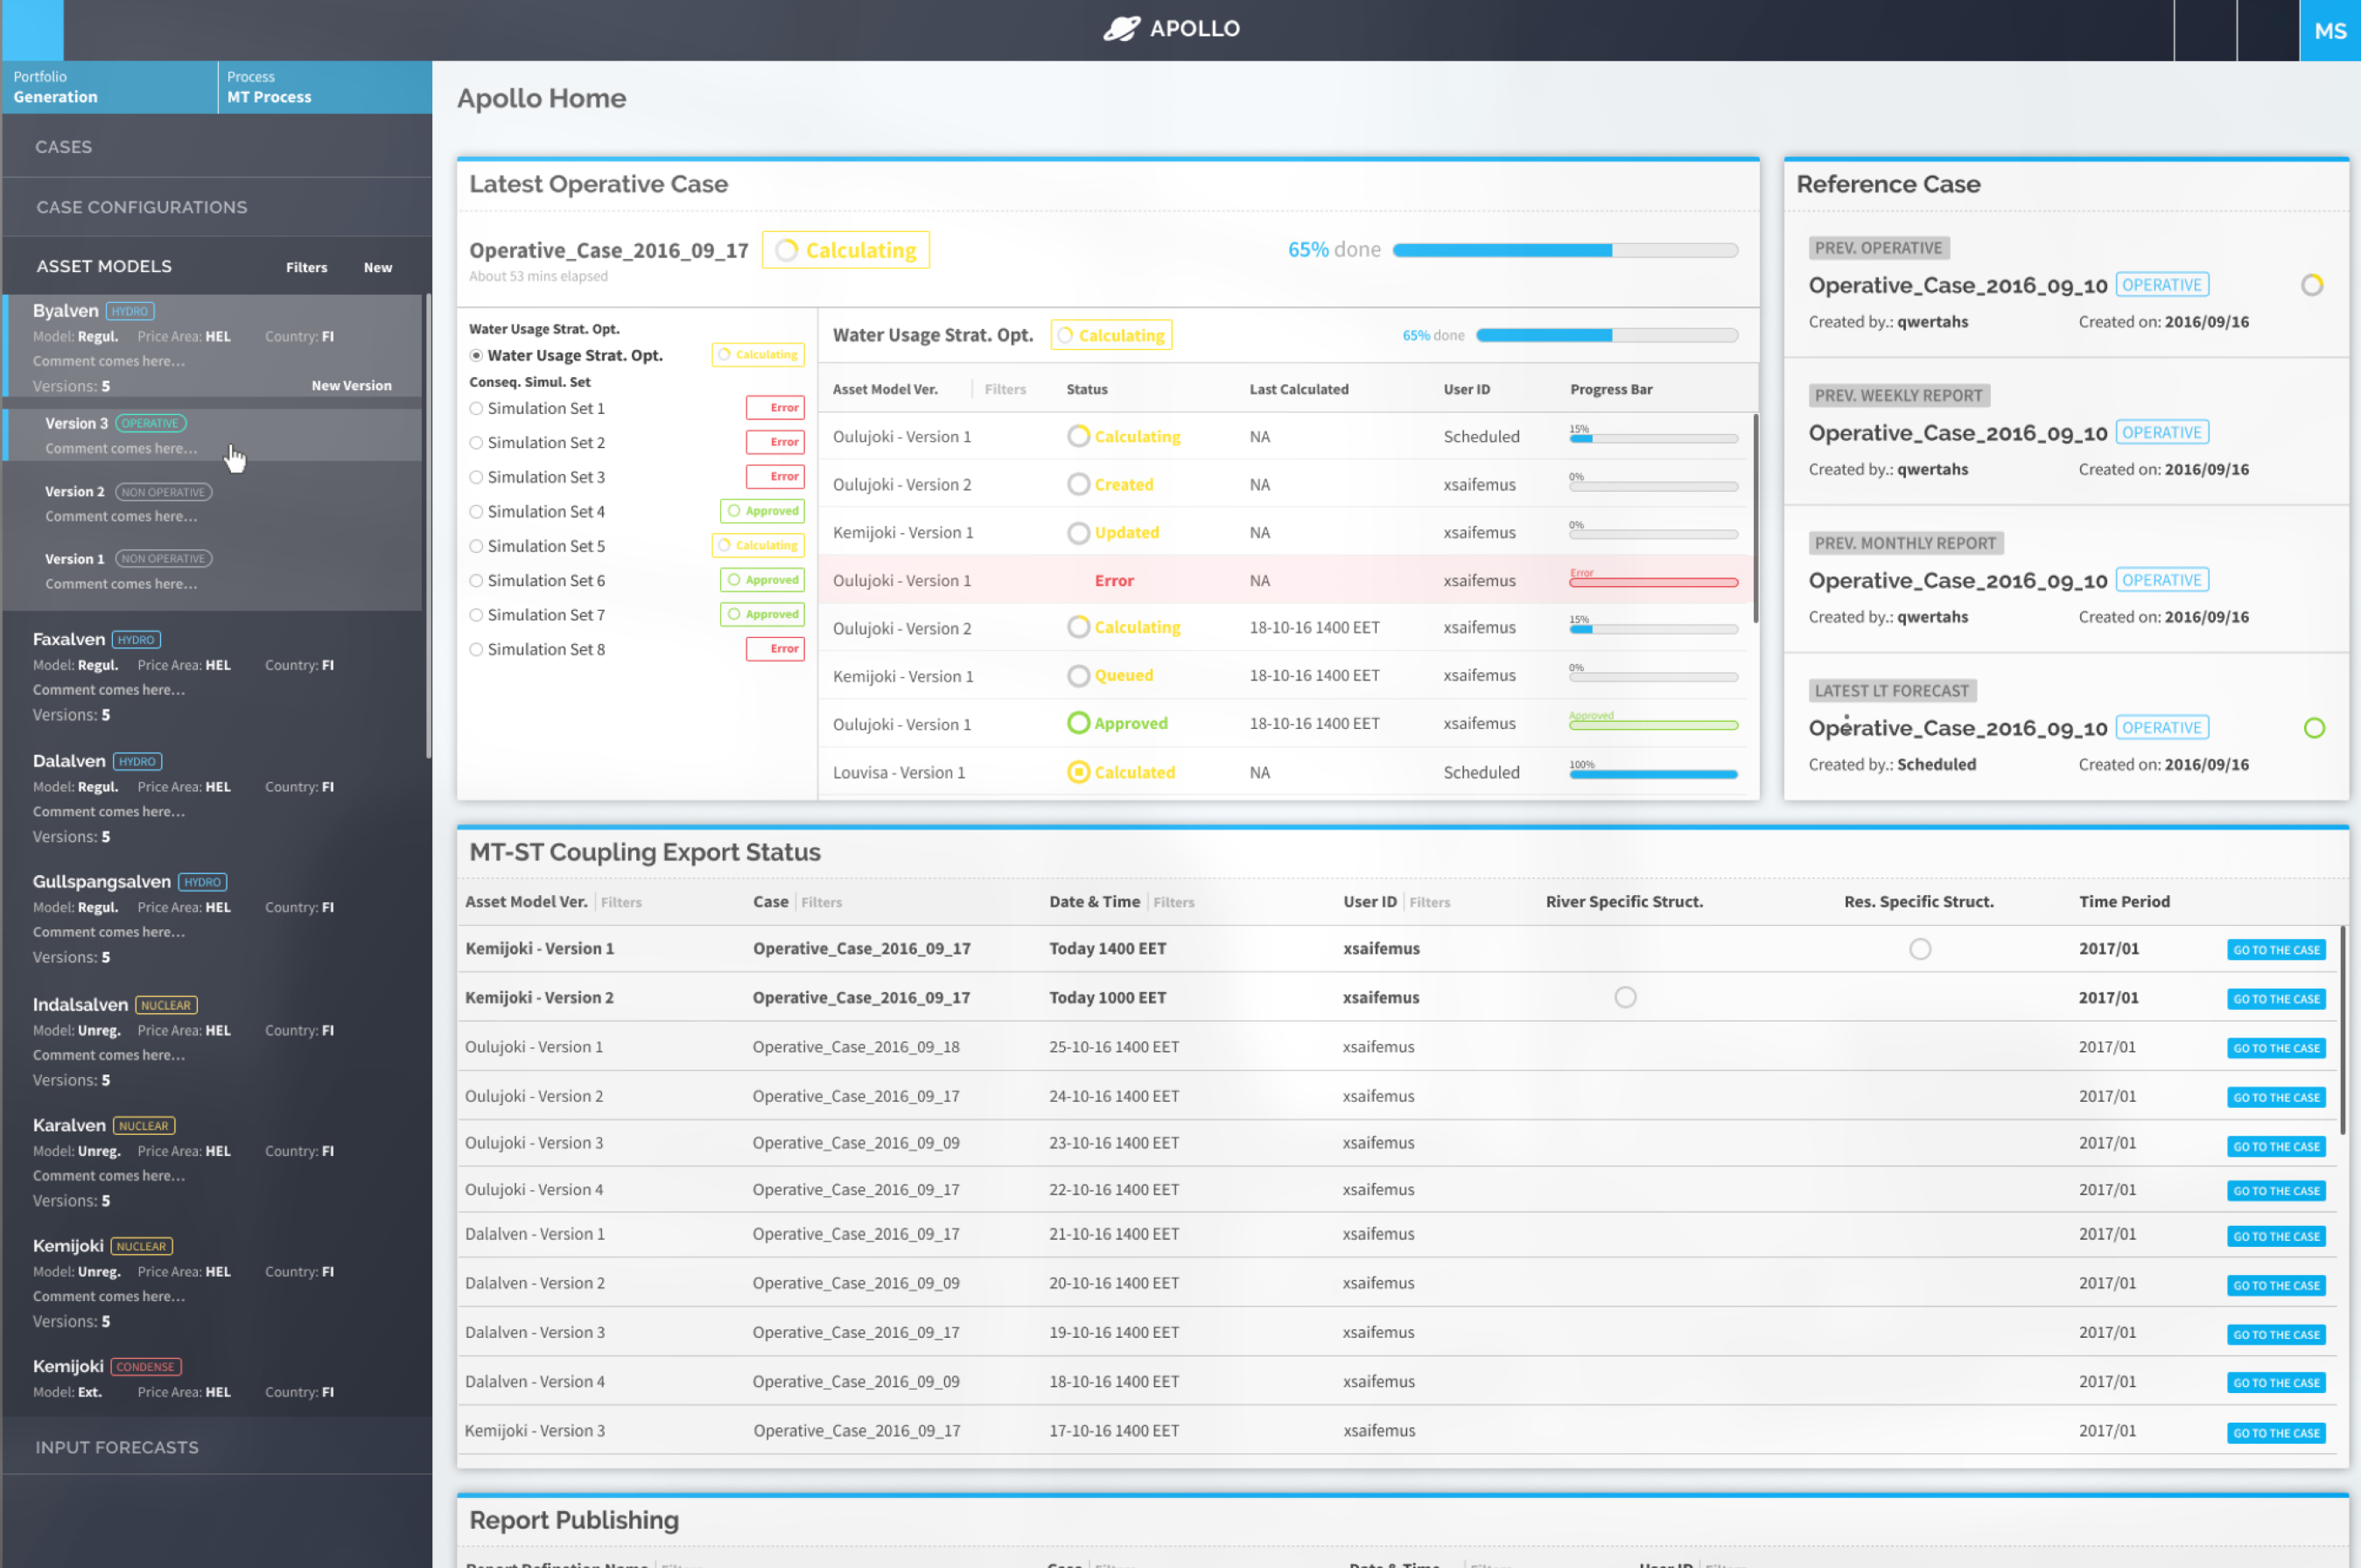 APOLLO
MS
Portfolio
Generation
Process
MT Process
CASES
CASE CONFIGURATIONS
ASSET MODELS Filters New
Byalven HYDRO
Model: Regul. Price Area: HEL Country: FI
Comment comes here...
Versions: 5 New Version
Version 3 OPERATIVE
Comment comes here...
Version 2 NON OPERATIVE
Comment comes here...
Version 1 NON OPERATIVE
Comment comes here...
Faxalven HYDRO
Model: Regul. Price Area: HEL Country: FI
Comment comes here...
Versions: 5
Dalalven HYDRO
Model: Regul. Price Area: HEL Country: FI
Comment comes here...
Versions: 5
Gullspangsalven HYDRO
Model: Regul. Price Area: HEL Country: FI
Comment comes here...
Versions: 5
Indalsalven NUCLEAR
Model: Unreg. Price Area: HEL Country: FI
Comment comes here...
Versions: 5
Karalven NUCLEAR
Model: Unreg. Price Area: HEL Country: FI
Comment comes here...
Versions: 5
Kemijoki NUCLEAR
Model: Unreg. Price Area: HEL Country: FI
Comment comes here...
Versions: 5
Kemijoki CONDENSE
Model: Ext. Price Area: HEL Country: FI
INPUT FORECASTS
Apollo Home
Latest Operative Case
Operative_Case_2016_09_17 Calculating 65% done
About 53 mins elapsed
Water Usage Strat. Opt.
Water Usage Strat. Opt. Calculating
Conseq. Simul. Set
Simulation Set 1 Error
Simulation Set 2 Error
Simulation Set 3 Error
Simulation Set 4 Approved
Simulation Set 5 Calculating
Simulation Set 6 Approved
Simulation Set 7 Approved
Simulation Set 8 Error
Water Usage Strat. Opt. Calculating 65% done
Asset Model Ver. Filters Status Last Calculated User ID Progress Bar
Oulujoki - Version 1 Calculating NA Scheduled 15%
Oulujoki - Version 2 Created NA xsaifemus 0%
Kemijoki - Version 1 Updated NA xsaifemus 0%
Oulujoki - Version 1 Error NA xsaifemus Error
Oulujoki - Version 2 Calculating 18-10-16 1400 EET xsaifemus 15%
Kemijoki - Version 1 Queued 18-10-16 1400 EET xsaifemus 0%
Oulujoki - Version 1 Approved 18-10-16 1400 EET xsaifemus Approved
Louvisa - Version 1 Calculated NA Scheduled 100%
Reference Case
PREV. OPERATIVE
Operative_Case_2016_09_10 OPERATIVE
Created by.: qwertahs Created on: 2016/09/16
PREV. WEEKLY REPORT
Operative_Case_2016_09_10 OPERATIVE
Created by.: qwertahs Created on: 2016/09/16
PREV. MONTHLY REPORT
Operative_Case_2016_09_10 OPERATIVE
Created by.: qwertahs Created on: 2016/09/16
LATEST LT FORECAST
Operative_Case_2016_09_10 OPERATIVE
Created by.: Scheduled Created on: 2016/09/16
MT-ST Coupling Export Status
Asset Model Ver. Filters Case Filters Date & Time Filters User ID Filters River Specific Struct. Res. Specific Struct. Time Period
Kemijoki - Version 1 Operative_Case_2016_09_17 Today 1400 EET xsaifemus 2017/01 GO TO THE CASE
Kemijoki - Version 2 Operative_Case_2016_09_17 Today 1000 EET xsaifemus 2017/01 GO TO THE CASE
Oulujoki - Version 1 Operative_Case_2016_09_18 25-10-16 1400 EET xsaifemus 2017/01 GO TO THE CASE
Oulujoki - Version 2 Operative_Case_2016_09_17 24-10-16 1400 EET xsaifemus 2017/01 GO TO THE CASE
Oulujoki - Version 3 Operative_Case_2016_09_09 23-10-16 1400 EET xsaifemus 2017/01 GO TO THE CASE
Oulujoki - Version 4 Operative_Case_2016_09_17 22-10-16 1400 EET xsaifemus 2017/01 GO TO THE CASE
Dalalven - Version 1 Operative_Case_2016_09_17 21-10-16 1400 EET xsaifemus 2017/01 GO TO THE CASE
Dalalven - Version 2 Operative_Case_2016_09_09 20-10-16 1400 EET xsaifemus 2017/01 GO TO THE CASE
Dalalven - Version 3 Operative_Case_2016_09_17 19-10-16 1400 EET xsaifemus 2017/01 GO TO THE CASE
Dalalven - Version 4 Operative_Case_2016_09_09 18-10-16 1400 EET xsaifemus 2017/01 GO TO THE CASE
Kemijoki - Version 3 Operative_Case_2016_09_17 17-10-16 1400 EET xsaifemus 2017/01 GO TO THE CASE
Report Publishing
Report Defination Name Filters Case Filters Date & Time Filters User ID Filters